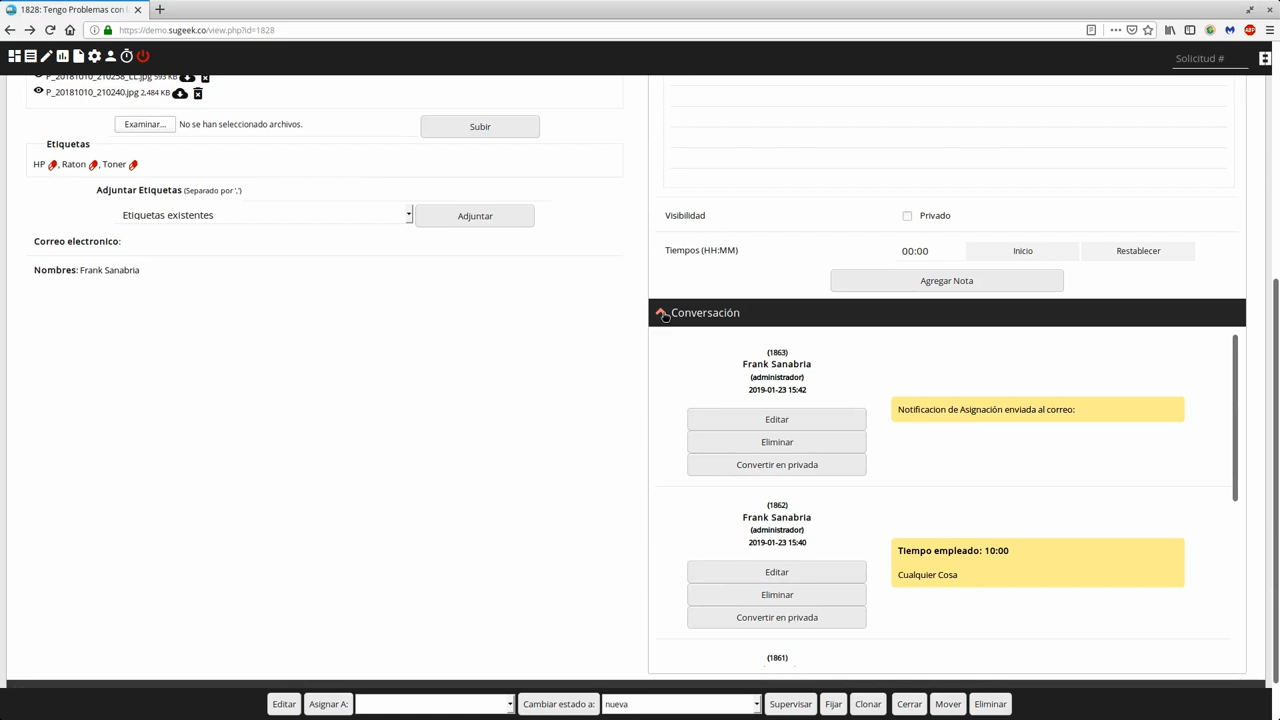 1828: Tengo Problemas con
https://demo.sugeek.co/view.php?id=1828
Solicitud #
P_20181010_210258_LL.jpg 593 KB
P_20181010_210240.jpg 2,484 KB
Examinar... No se han seleccionado archivos. Subir
Etiquetas
HP, Raton, Toner
Adjuntar Etiquetas (Separado por ',')
Etiquetas existentes Adjuntar
Correo electronico:
Nombres: Frank Sanabria
Visibilidad Privado
Tiempos (HH:MM) 00:00 Inicio Restablecer
Agregar Nota
Conversación
(1863)
Frank Sanabria
(administrador)
2019-01-23 15:42
Editar
Eliminar
Convertir en privada
Notificacion de Asignación enviada al correo:
(1862)
Frank Sanabria
(administrador)
2019-01-23 15:40
Editar
Eliminar
Convertir en privada
Tiempo empleado: 10:00
Cualquier Cosa
(1861)
Editar Asignar A: Cambiar estado a: nueva Supervisar Fijar Clonar Cerrar Mover Eliminar